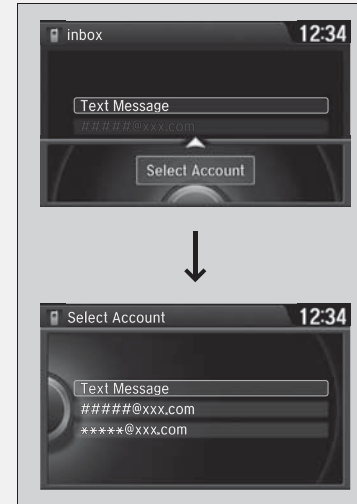 inbox 12:34
Text Message
#####@xxx.com
Select Account
Select Account 12:34
Text Message
#####@xxx.com
*****@xxx.com